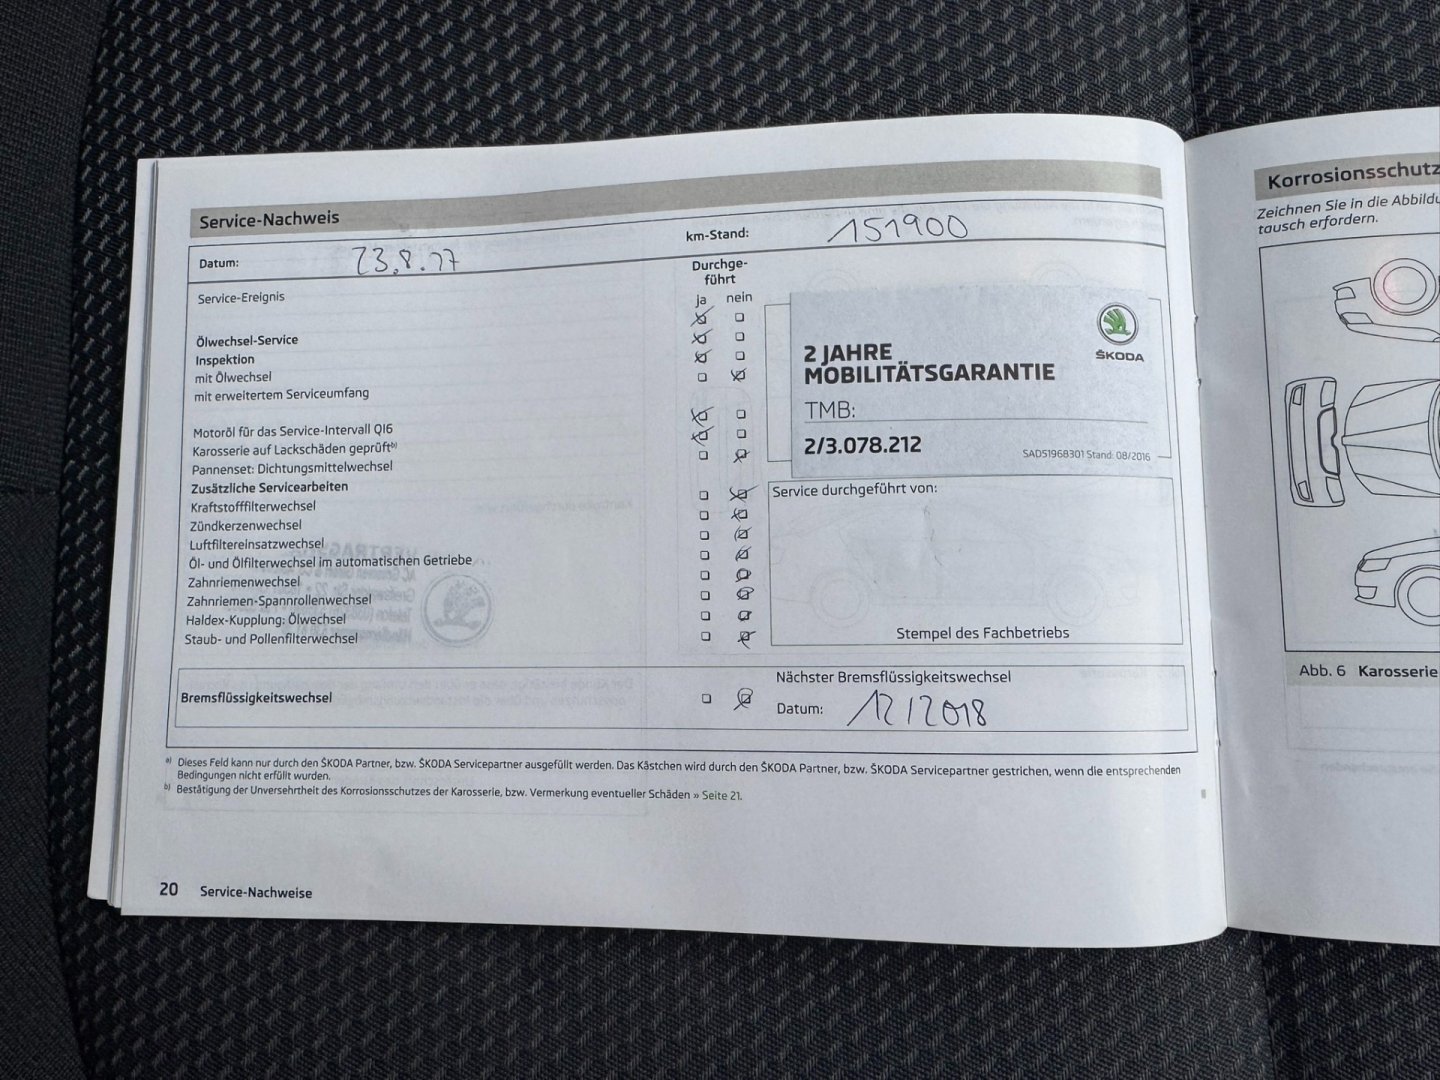 Service-Nachweis
Datum: 23.8.17 km-Stand: 151900
Service-Ereignis
Durchge-
führt
ja nein
Ölwechsel-Service
Inspektion
mit Ölwechsel
mit erweitertem Serviceumfang
Motoröl für das Service-Intervall QI6
Karosserie auf Lackschäden geprüft b)
Pannenset: Dichtungsmittelwechsel
Zusätzliche Servicearbeiten
Kraftstofffilterwechsel
Zündkerzenwechsel
Luftfiltereinsatzwechsel
Öl- und Ölfilterwechsel im automatischen Getriebe
Zahnriemenwechsel
Zahnriemen-Spannrollenwechsel
Haldex-Kupplung: Ölwechsel
Staub- und Pollenfilterwechsel
ŠKODA
2 JAHRE
MOBILITÄTSGARANTIE
TMB:
2/3.078.212
SAD51968301 Stand: 08/2016
Service durchgeführt von:
Stempel des Fachbetriebs
Bremsflüssigkeitswechsel
Nächster Bremsflüssigkeitswechsel
Datum: 12/2018
a) Dieses Feld kann nur durch den ŠKODA Partner, bzw. ŠKODA Servicepartner ausgefüllt werden. Das Kästchen wird durch den ŠKODA Partner, bzw. ŠKODA Servicepartner gestrichen, wenn die entsprechenden
Bedingungen nicht erfüllt wurden.
b) Bestätigung der Unversehrtheit des Korrosionsschutzes der Karosserie, bzw. Vermerkung eventueller Schäden » Seite 21.
20 Service-Nachweise
Korrosionsschutz
Zeichnen Sie in die Abbildu
tausch erfordern.
Abb. 6 Karosserie